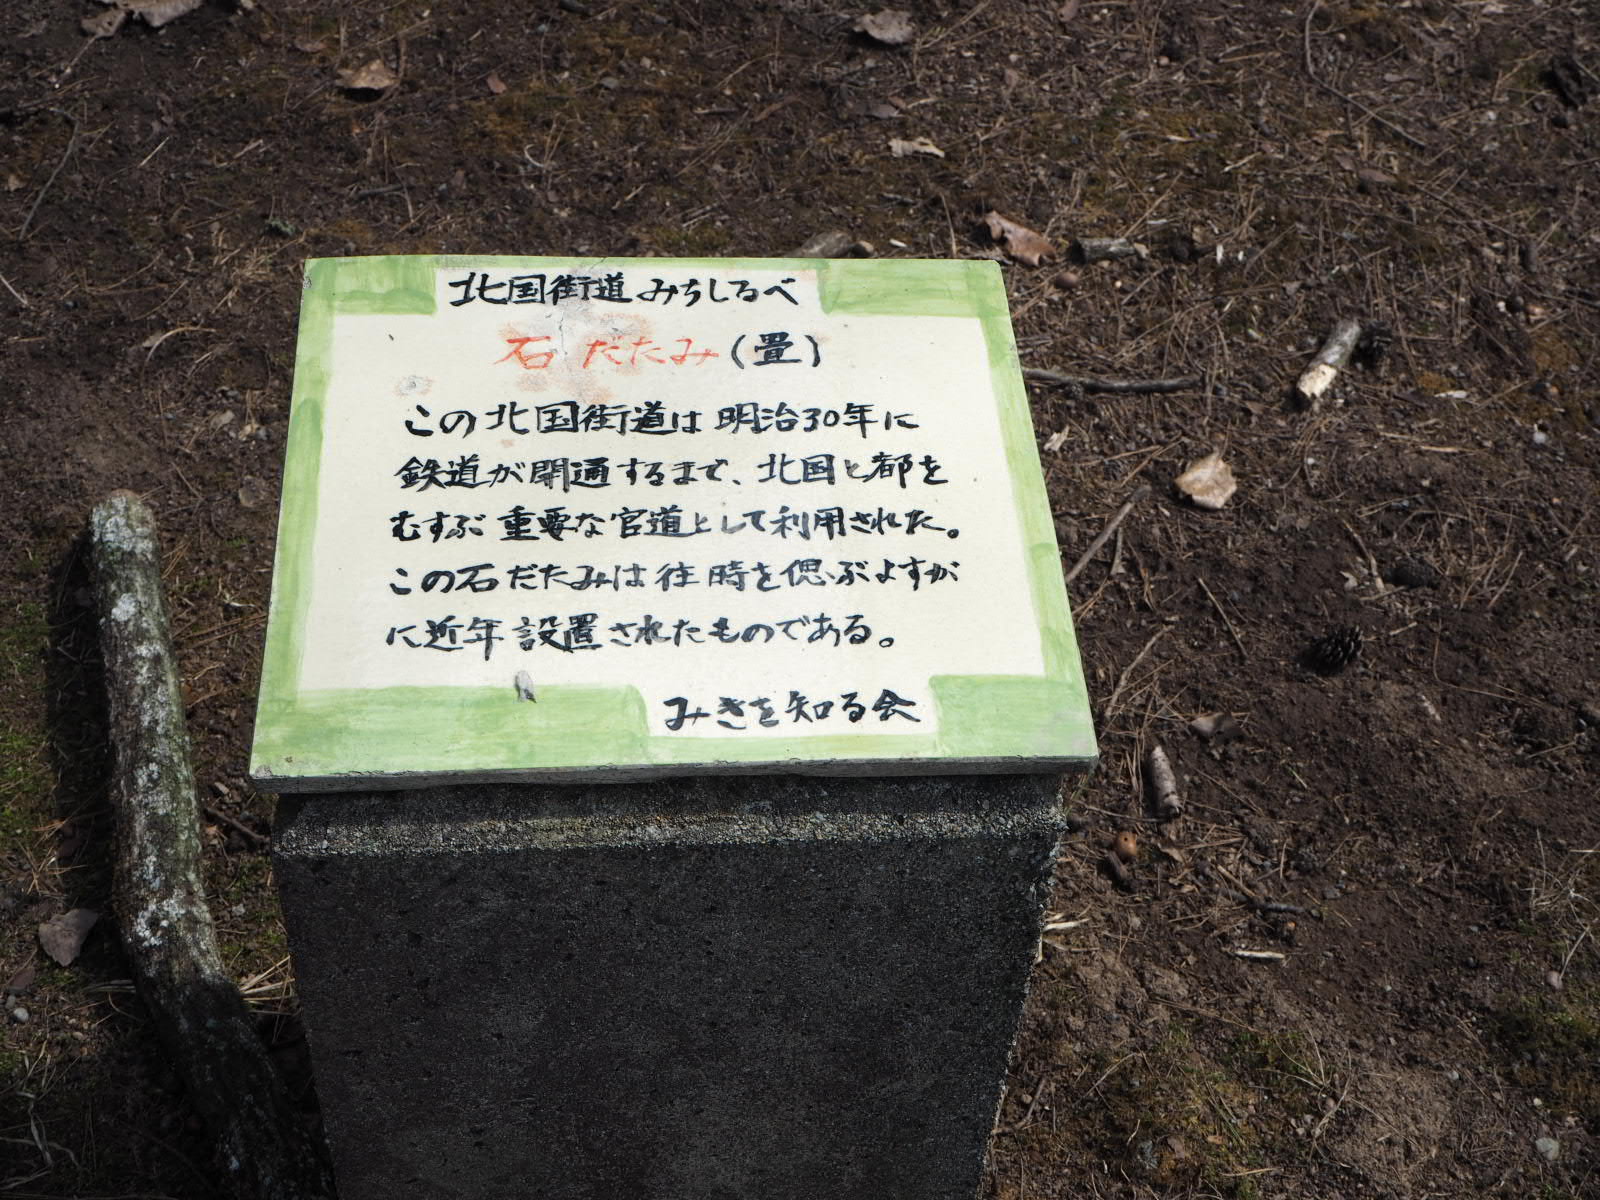 北国街道みちしるべ
石だたみ(畳)
この北国街道は明治30年に
鉄道が開通するまで、北国と都を
むすぶ重要な官道として利用された。
この石だたみは往時を偲ぶよすが
に近年設置されたものである。
みきを知る会